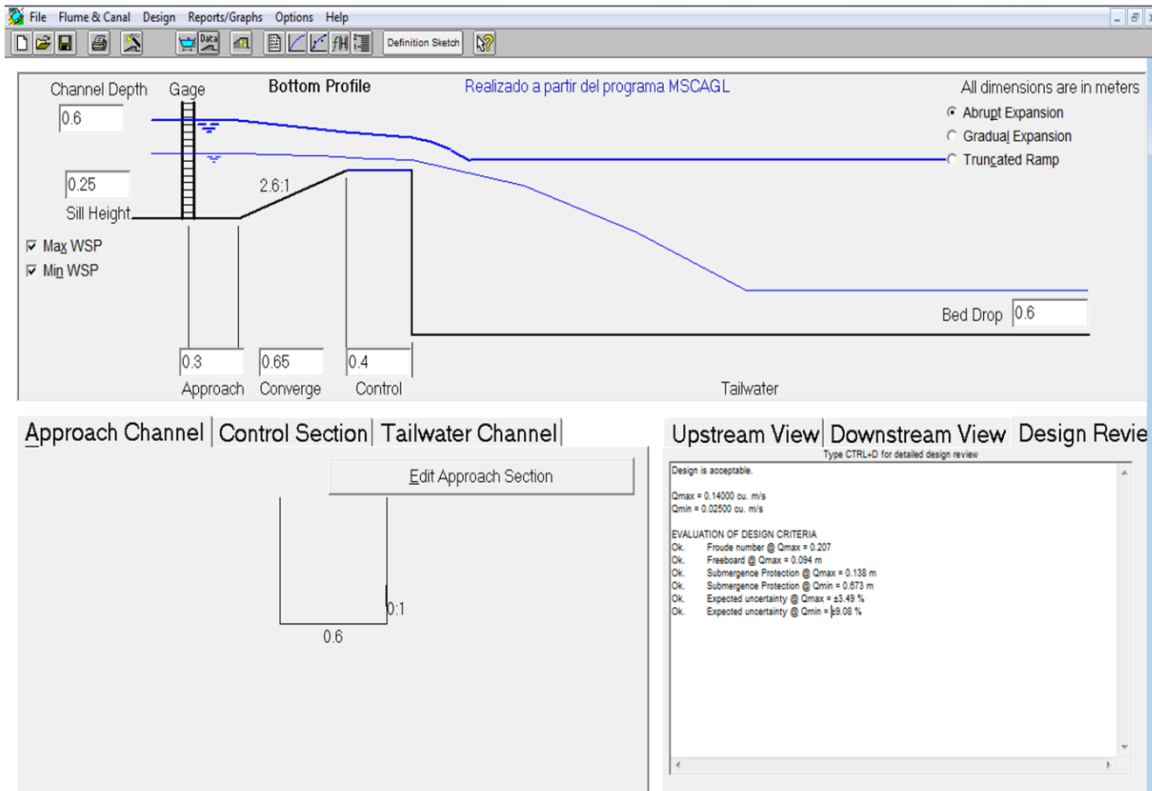 File Flume & Canal Design Reports/Graphs Options Help
Data Definition Sketch
Channel Depth Gage Bottom Profile Realizado a partir del programa MSCAGL All dimensions are in meters
0.6
Abrupt Expansion
Gradual Expansion
Truncated Ramp
0.25
2.6:1
Sill Height
Max WSP
Min WSP
Bed Drop 0.6
0.3 0.65 0.4
Approach Converge Control Tailwater
Approach Channel Control Section Tailwater Channel
Edit Approach Section
0:1
0.6
Upstream View Downstream View Design Revie
Type CTRL+D for detailed design review
Design is acceptable.
Qmax = 0.14000 cu. m/s
Qmin = 0.02500 cu. m/s
EVALUATION OF DESIGN CRITERIA
Ok. Froude number @ Qmax = 0.207
Ok. Freeboard @ Qmax = 0.094 m
Ok. Submergence Protection @ Qmax = 0.138 m
Ok. Submergence Protection @ Qmin = 0.673 m
Ok. Expected uncertainty @ Qmax = ±3.49 %
Ok. Expected uncertainty @ Qmin = ±9.08 %